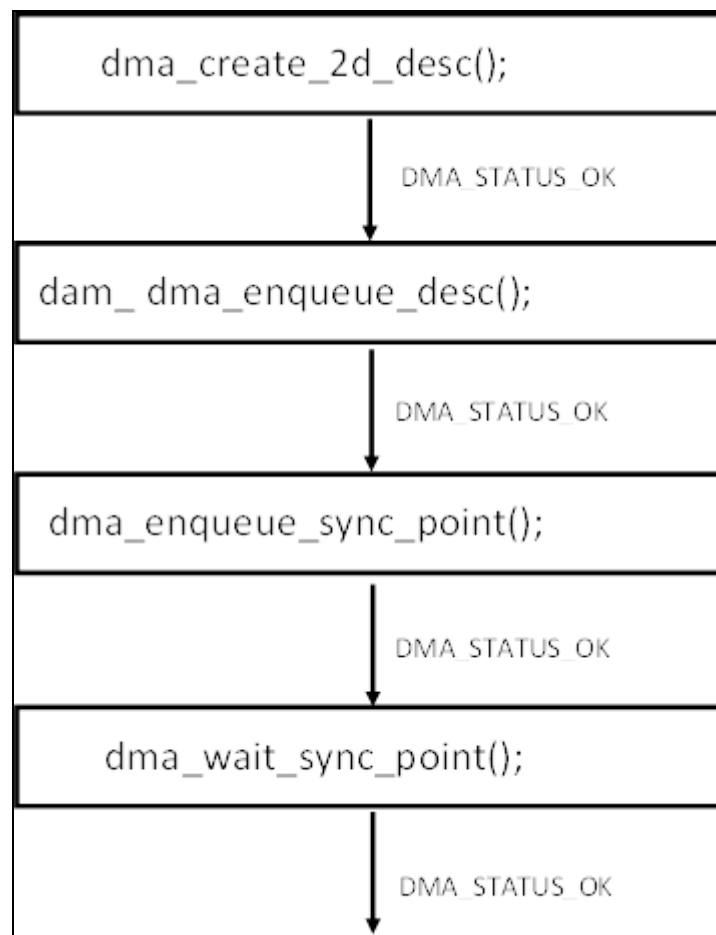 dma_create_2d_desc();
DMA_STATUS_OK
dam_ dma_enqueue_desc();
DMA_STATUS_OK
dma_enqueue_sync_point();
DMA_STATUS_OK
dma_wait_sync_point();
DMA_STATUS_OK